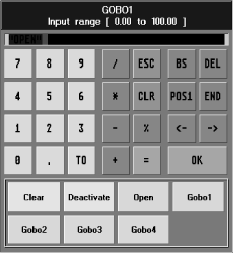 GOBO1
Input range [ 0.00 to 100.00 ]
"OPEN"
7 8 9 / ESC BS DEL
4 5 6 * CLR POS1 END
1 2 3 - % <- ->
0 . TO + = OK
Clear Deactivate Open Gobo1
Gobo2 Gobo3 Gobo4